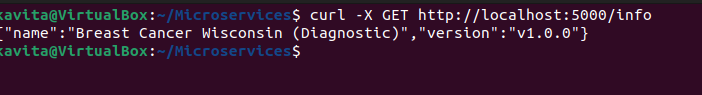 kavita@VirtualBox:~/Microservices$ curl -X GET http://localhost:5000/info
{"name":"Breast Cancer Wisconsin (Diagnostic)","version":"v1.0.0"}
kavita@VirtualBox:~/Microservices$